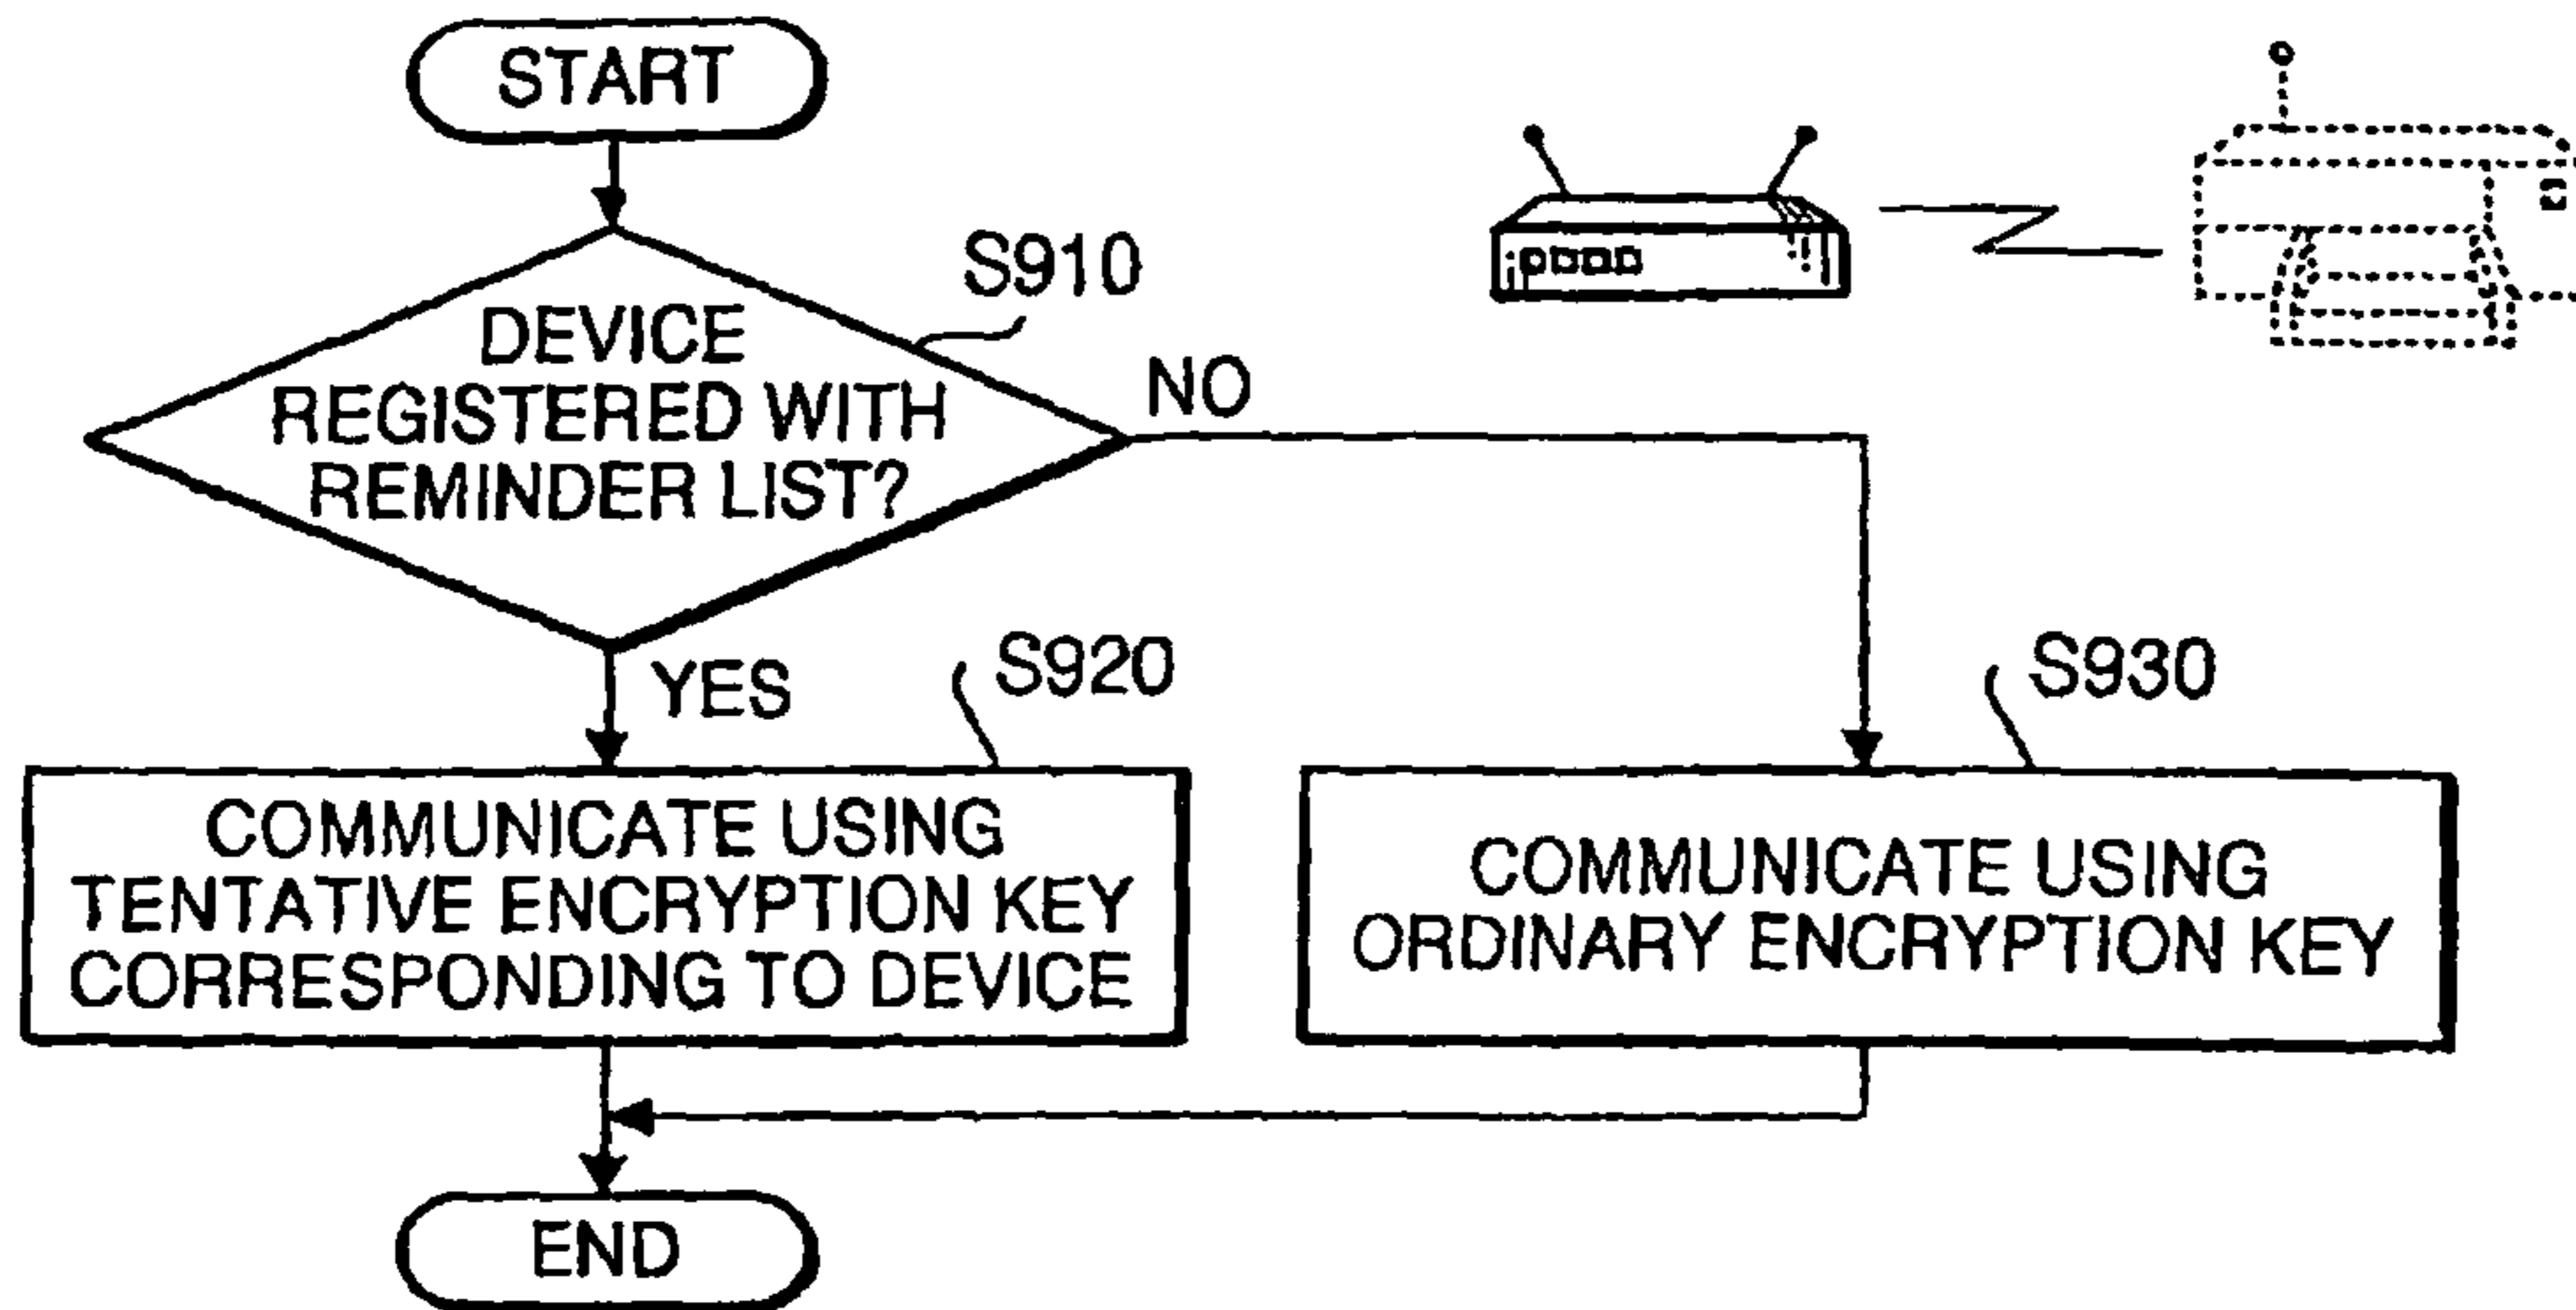 START
S910
DEVICE
REGISTERED WITH
REMINDER LIST?
NO
YES
S920
S930
COMMUNICATE USING
TENTATIVE ENCRYPTION KEY
CORRESPONDING TO DEVICE
COMMUNICATE USING
ORDINARY ENCRYPTION KEY
END